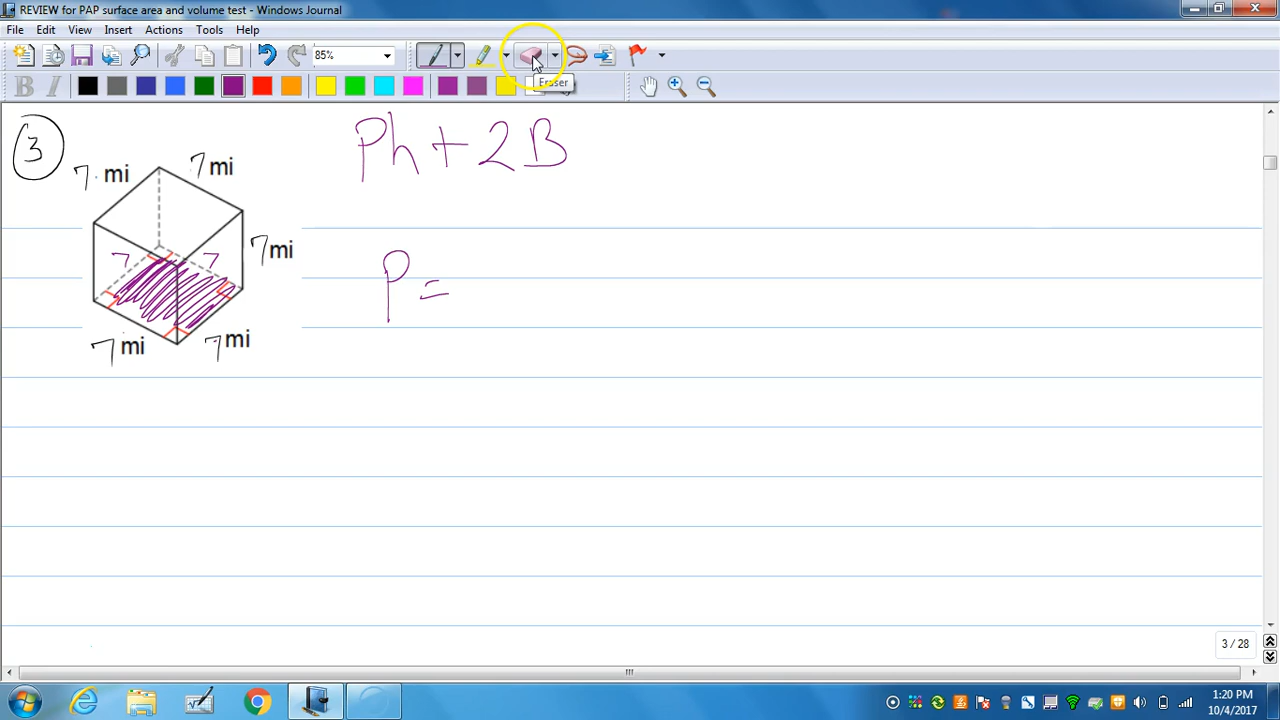 REVIEW for PAP surface area and volume test - Windows Journal
File Edit View Insert Actions Tools Help
85%
Eraser
B I
3
Ph + 2B
7 mi 7 mi
7 mi
7 7
P =
7 mi 7 mi
3 / 28
1:20 PM
10/4/2017